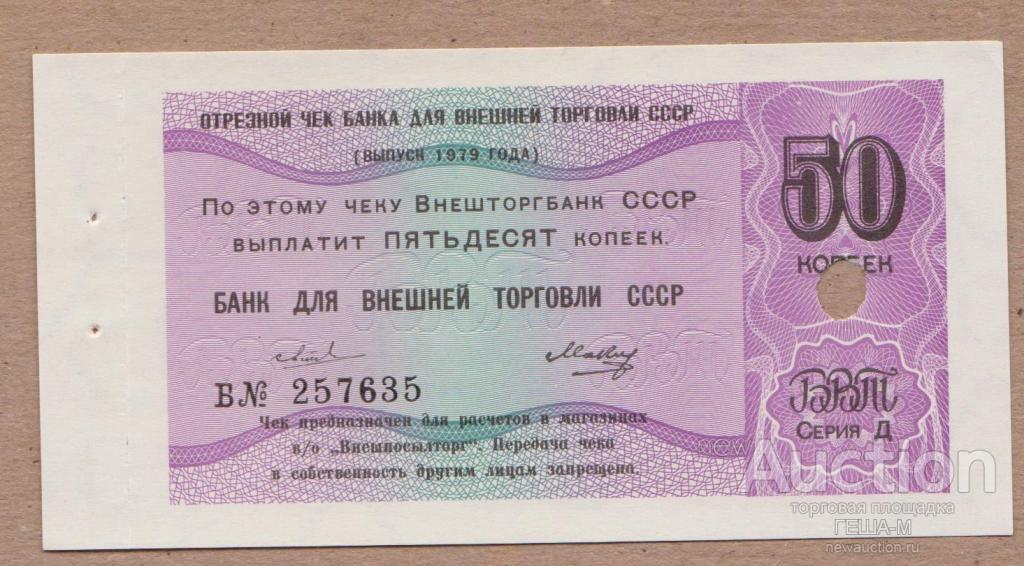 ОТРЕЗНОЙ ЧЕК БАНКА ДЛЯ ВНЕШНЕЙ ТОРГОВЛИ СССР
(ВЫПУСК 1979 ГОДА)
ПО ЭТОМУ ЧЕКУ ВНЕШТОРГБАНК СССР
ВЫПЛАТИТ ПЯТЬДЕСЯТ КОПЕЕК.
БАНК ДЛЯ ВНЕШНЕЙ ТОРГОВЛИ СССР
Б№ 257635
Чек предназначен для расчетов в магазинах
в/о „Внешпосылторг". Передача чека
в собственность другим лицам запрещена.
50
КОПЕЕК
БВТ
СЕРИЯ Д
Auction
торговая площадка
ГЕША-М
newauction.ru